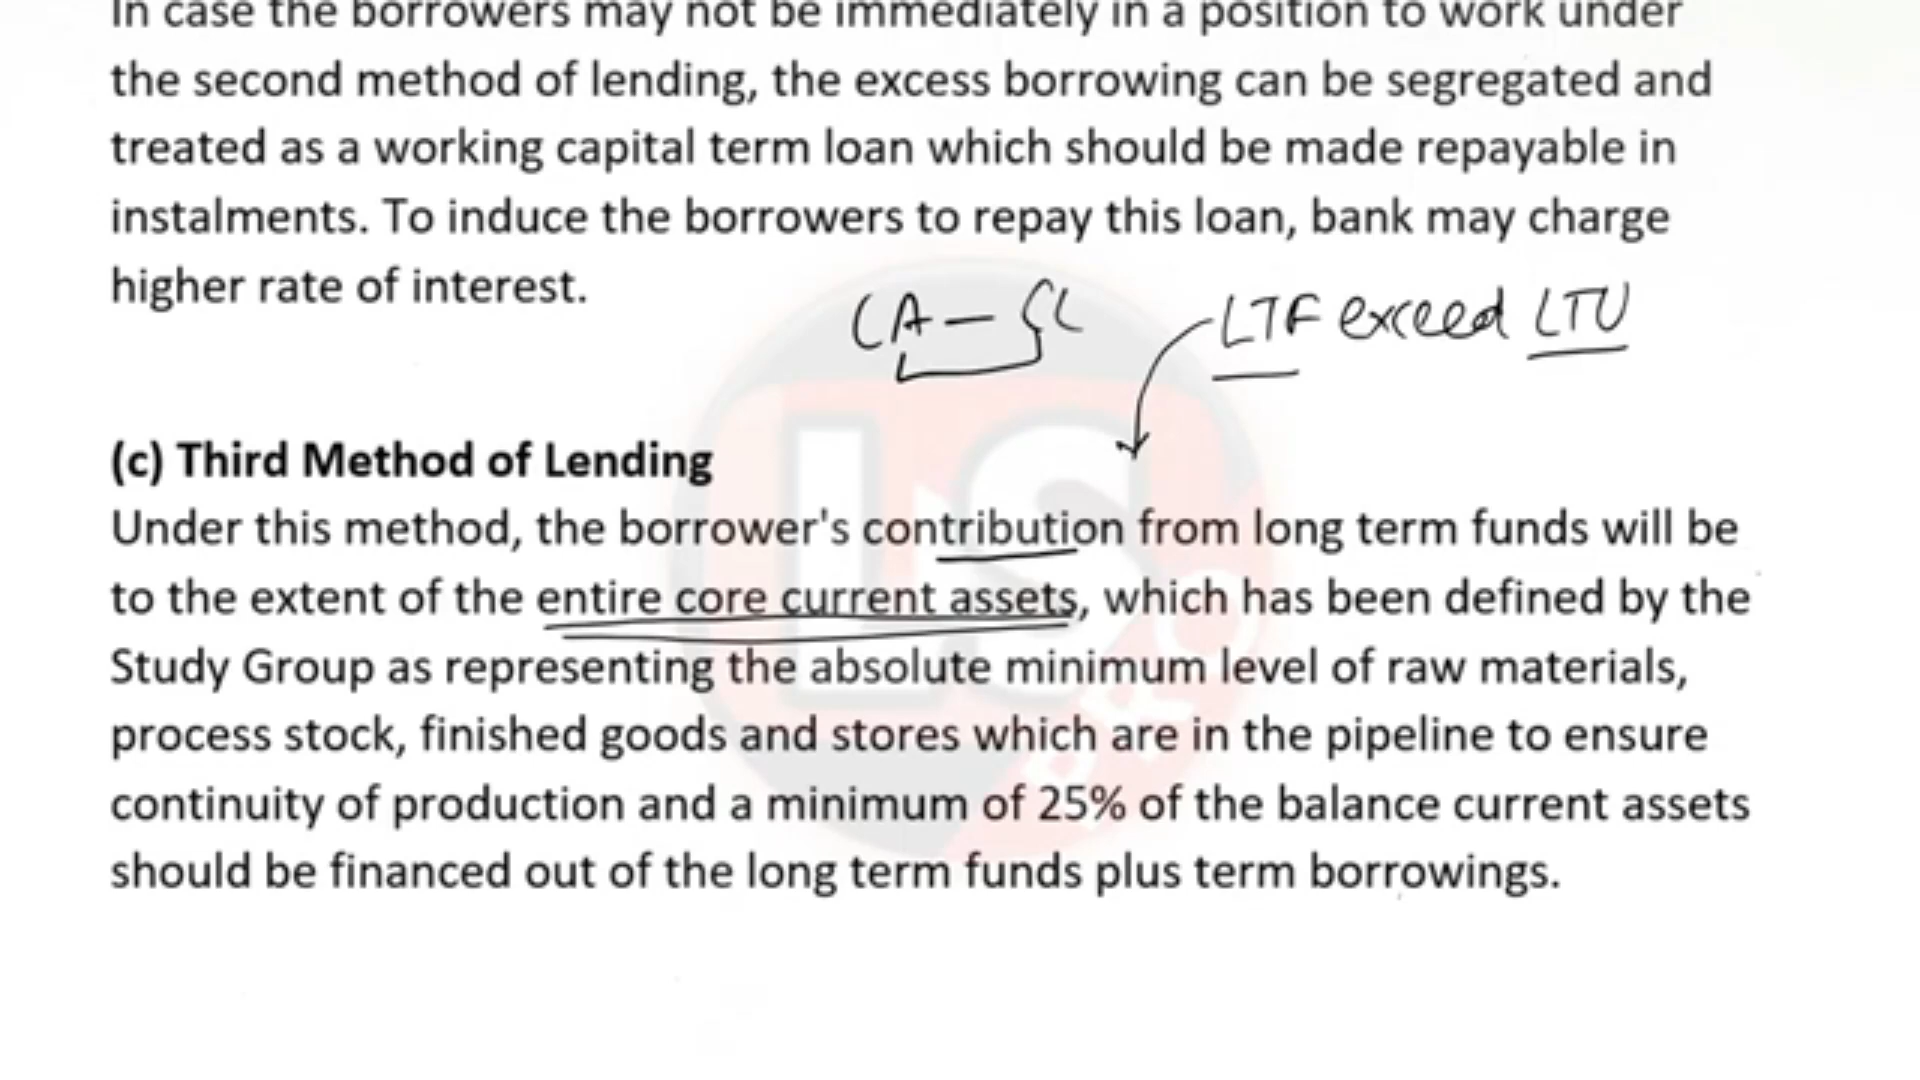 In case the borrowers may not be immediately in a position to work under
the second method of lending, the excess borrowing can be segregated and
treated as a working capital term loan which should be made repayable in
instalments. To induce the borrowers to repay this loan, bank may charge
higher rate of interest.
CA - CL
LTF exceed LTU
(c) Third Method of Lending
Under this method, the borrower's contribution from long term funds will be
to the extent of the entire core current assets, which has been defined by the
Study Group as representing the absolute minimum level of raw materials,
process stock, finished goods and stores which are in the pipeline to ensure
continuity of production and a minimum of 25% of the balance current assets
should be financed out of the long term funds plus term borrowings.
LS
PRO